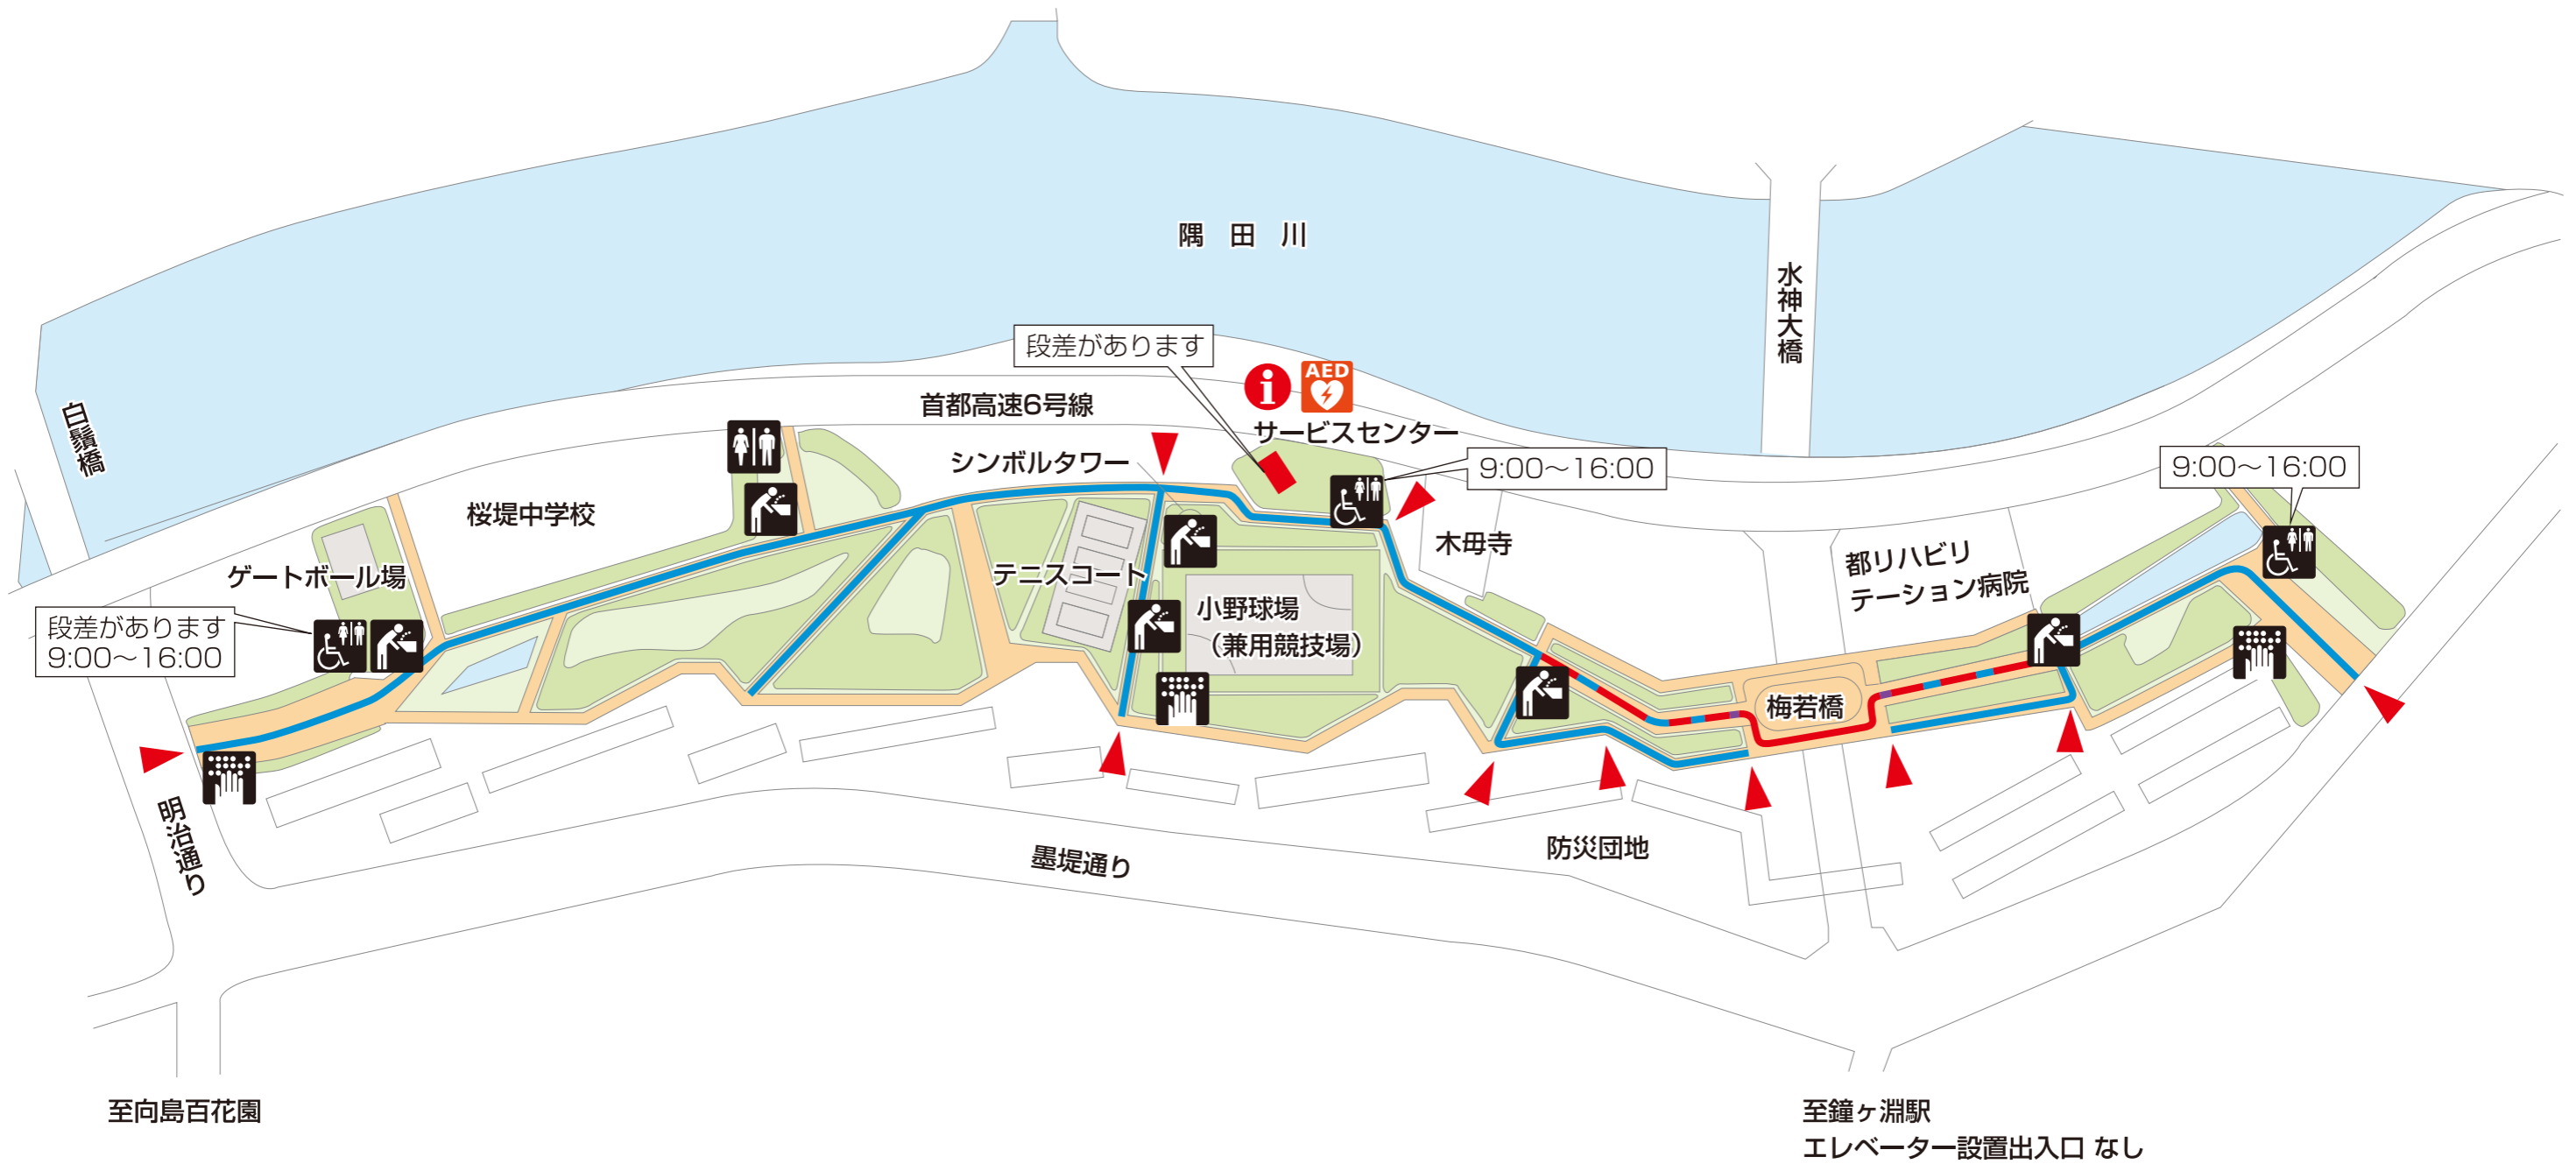 隅田川
水神大橋
白鬚橋
段差があります
AED
首都高速6号線
サービスセンター
シンボルタワー
9:00〜16:00
9:00〜16:00
桜堤中学校
木母寺
ゲートボール場
テニスコート
都リハビリ
テーション病院
段差があります
9:00〜16:00
小野球場
（兼用競技場）
梅若橋
明治通り
墨堤通り
防災団地
至向島百花園
至鐘ヶ淵駅
エレベーター設置出入口 なし